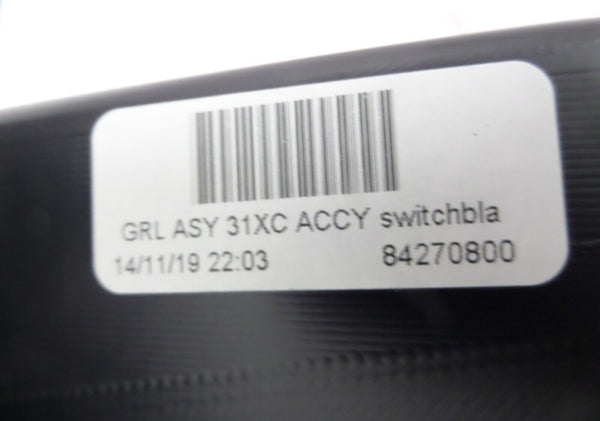 GRL ASY 31XC ACCY switchbla
14/11/19 22:03 84270800